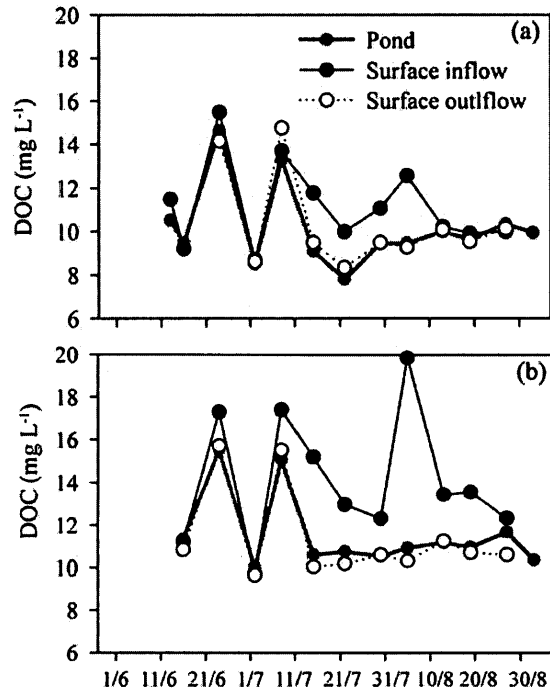 20
18
16
14
12
10
8
6
DOC (mg L⁻¹)
(a)
Pond
Surface inflow
Surface outlflow
20
18
16
14
12
10
8
6
DOC (mg L⁻¹)
(b)
1/6 11/6 21/6 1/7 11/7 21/7 31/7 10/8 20/8 30/8